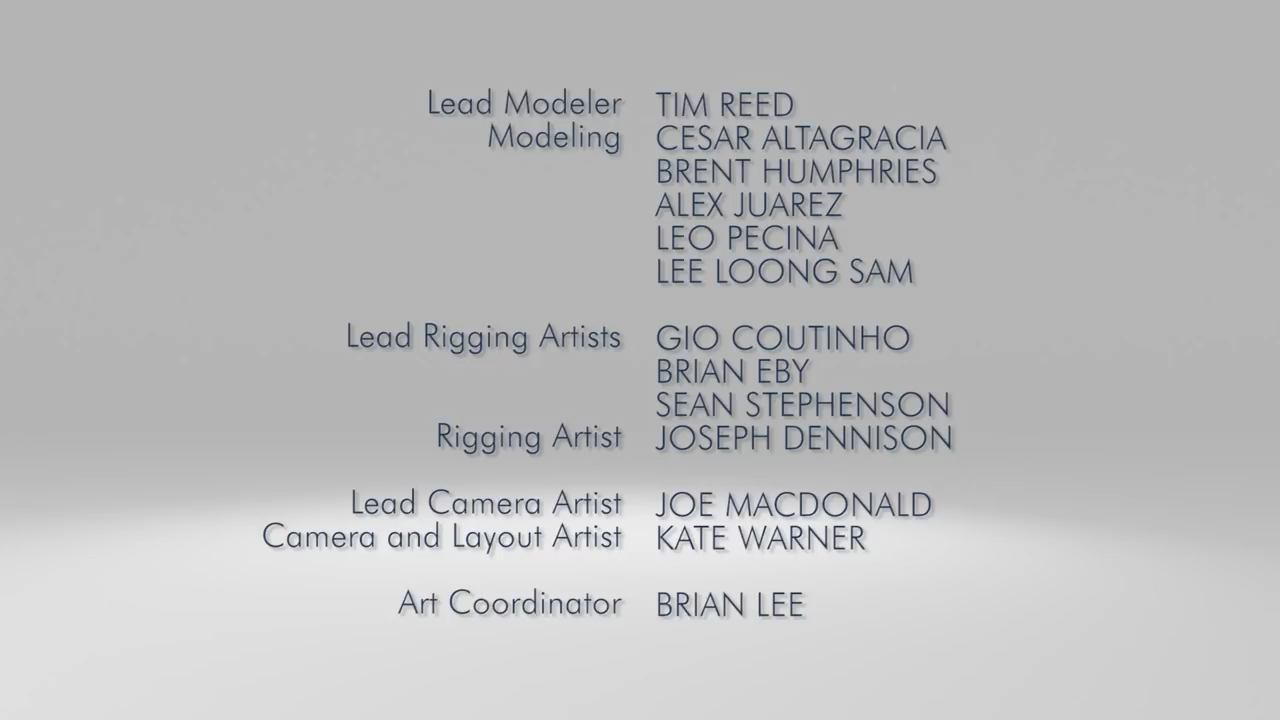 Lead Modeler TIM REED
Modeling CESAR ALTAGRACIA
BRENT HUMPHRIES
ALEX JUAREZ
LEO PECINA
LEE LOONG SAM
Lead Rigging Artists GIO COUTINHO
BRIAN EBY
SEAN STEPHENSON
Rigging Artist JOSEPH DENNISON
Lead Camera Artist JOE MACDONALD
Camera and Layout Artist KATE WARNER
Art Coordinator BRIAN LEE